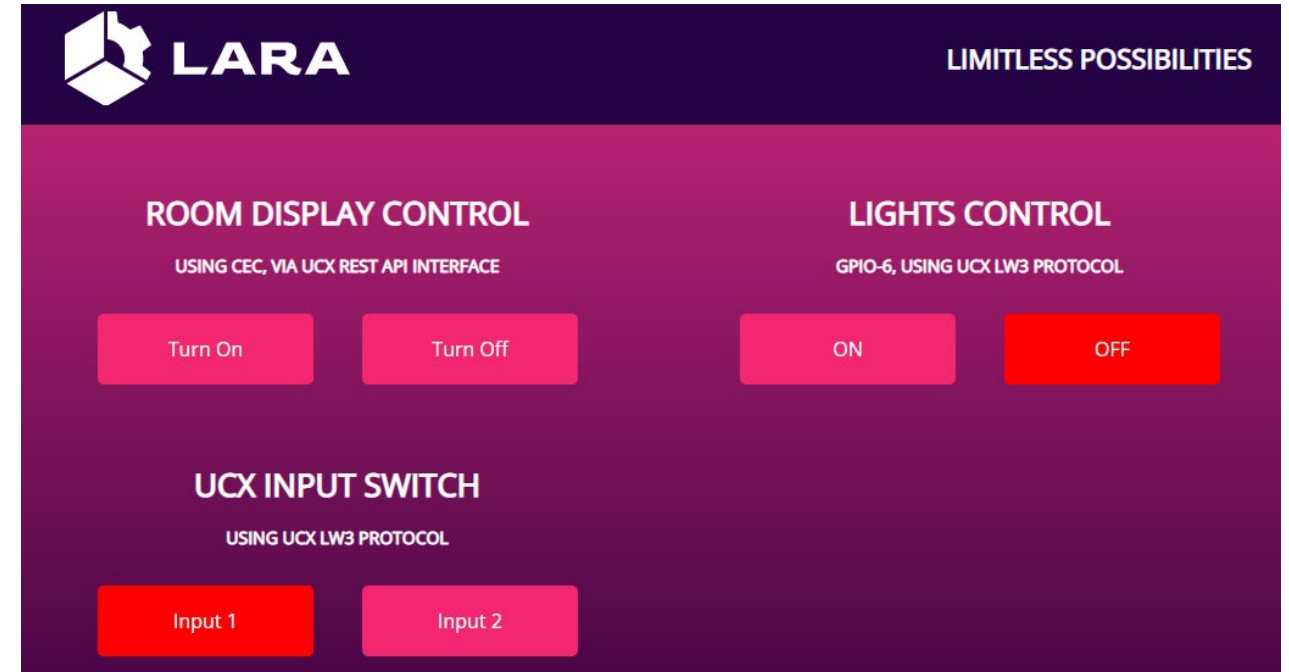 LARA
LIMITLESS POSSIBILITIES
ROOM DISPLAY CONTROL
USING CEC, VIA UCX REST API INTERFACE
Turn On
Turn Off
LIGHTS CONTROL
GPIO-6, USING UCX LW3 PROTOCOL
ON
OFF
UCX INPUT SWITCH
USING UCX LW3 PROTOCOL
Input 1
Input 2